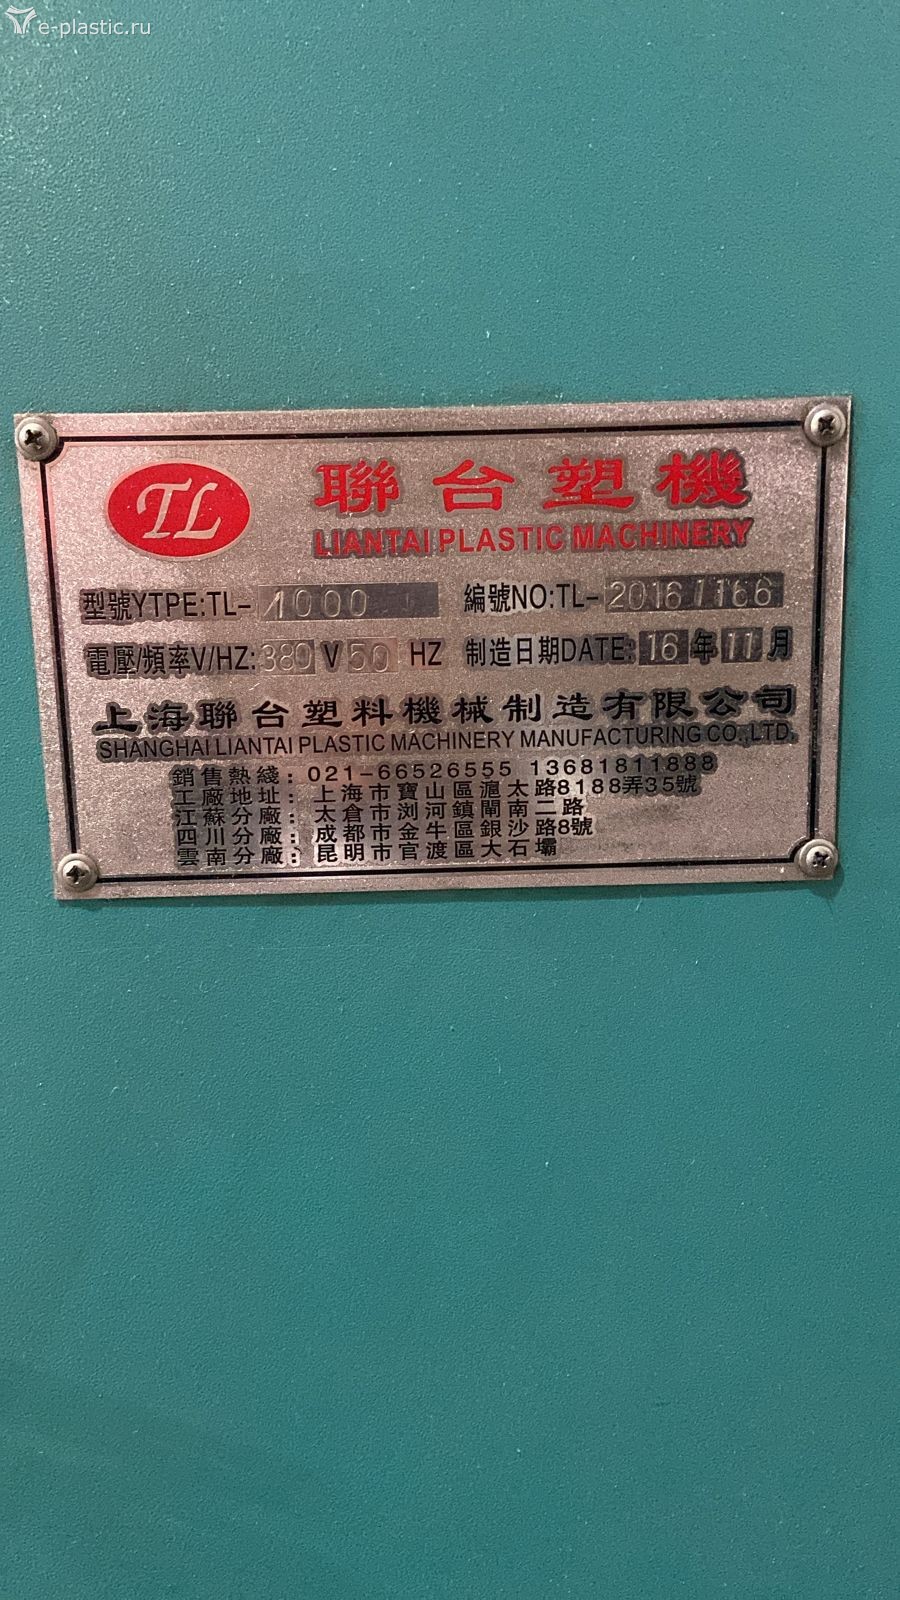 e-plastic.ru
TL 聯台塑機
LIANTAI PLASTIC MACHINERY
型號YTPE:TL-1000 編號NO:TL-20161166
電壓/頻率V/HZ:380 V 50 HZ 制造日期DATE:16年11月
上海聯台塑料機械制造有限公司
SHANGHAI LIANTAI PLASTIC MACHINERY MANUFACTURING CO.,LTD.
銷售熱綫：021-66526555 13681811888
工廠地址：上海市寶山區滬太路8188弄35號
江蘇分廠：太倉市浏河鎮閘南二路
四川分廠：成都市金牛區銀沙路8號
雲南分廠：昆明市官渡區大石壩